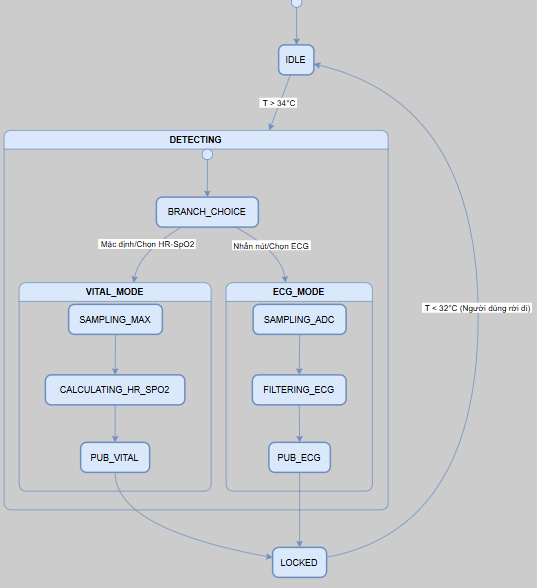 IDLE
T > 34°C
DETECTING
BRANCH_CHOICE
Mặc định/Chọn HR-SpO2
Nhấn nút/Chọn ECG
VITAL_MODE
ECG_MODE
SAMPLING_MAX
SAMPLING_ADC
T < 32°C (Người dùng rời đi)
CALCULATING_HR_SPO2
FILTERING_ECG
PUB_VITAL
PUB_ECG
LOCKED